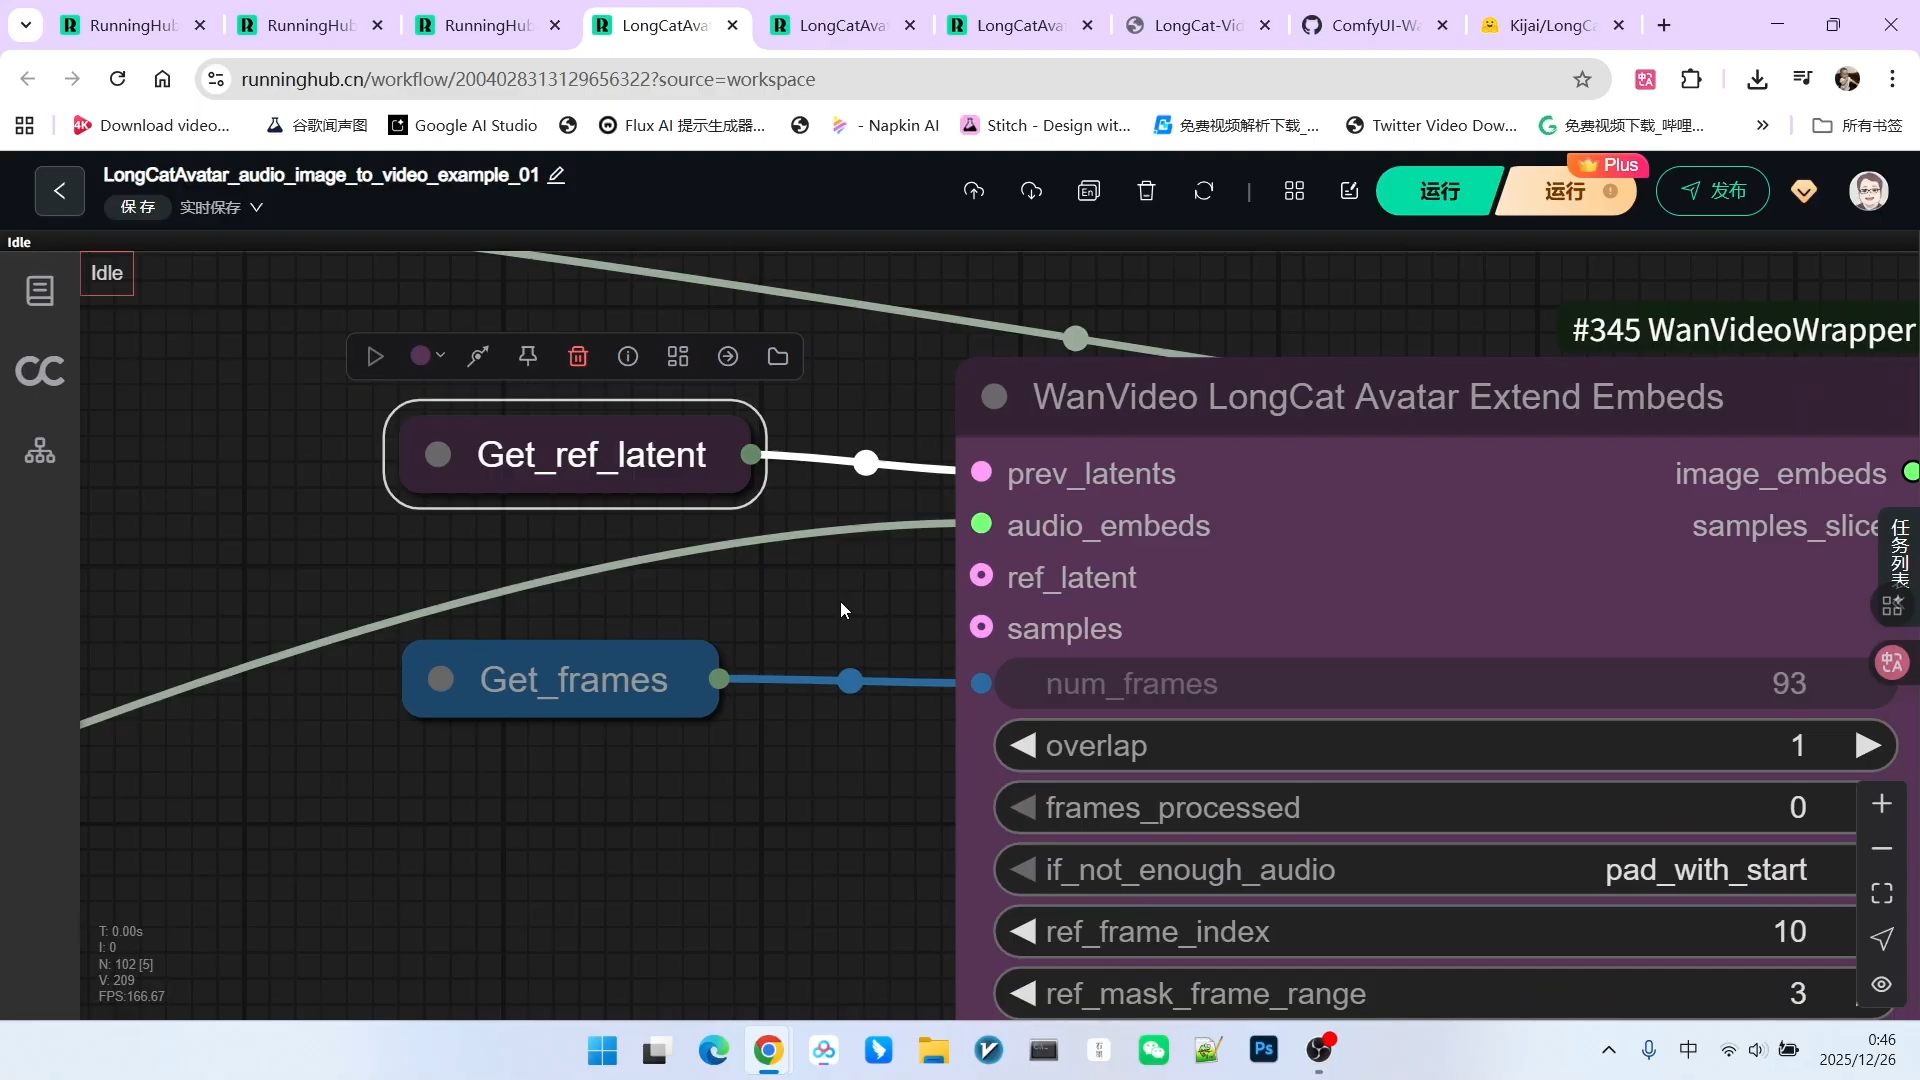 RunningHub
RunningHub
RunningHub
LongCatAva
LongCatAva
LongCatAva
LongCat-Vid
ComfyUI-Wa
Kijai/LongCa
runninghub.cn/workflow/2004028313129656322?source=workspace
Download video...
谷歌闻声图
Google AI Studio
Flux AI 提示生成器...
- Napkin AI
Stitch - Design wit...
免费视频解析下载_...
Twitter Video Dow...
免费视频下载_哔哩...
所有书签
LongCatAvatar_audio_image_to_video_example_01
保存
实时保存
En
运行
运行
Plus
发布
Idle
Idle
#345 WanVideoWrapper
WanVideo LongCat Avatar Extend Embeds
Get_ref_latent
prev_latents
image_embeds
audio_embeds
samples_slice
ref_latent
samples
Get_frames
num_frames
93
overlap
1
frames_processed
0
if_not_enough_audio
pad_with_start
ref_frame_index
10
ref_mask_frame_range
3
任务列表
T: 0.00s
I: 0
N: 102 [5]
V: 209
FPS:166.67
中
0:46
2025/12/26